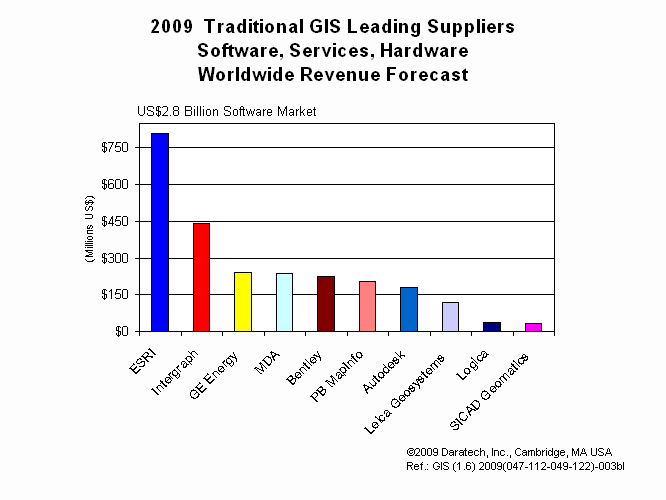 2009 Traditional GIS Leading Suppliers
Software, Services, Hardware
Worldwide Revenue Forecast
US$2.8 Billion Software Market
(Millions US$)
$750
$600
$450
$300
$150
$0
ESRI
Intergraph
GE Energy
MDA
Bentley
PB MapInfo
Autodesk
Leica Geosystems
Logica
SICAD Geomatics
©2009 Daratech, Inc., Cambridge, MA USA
Ref.: GIS (1.6) 2009(047-112-049-122)-003bl